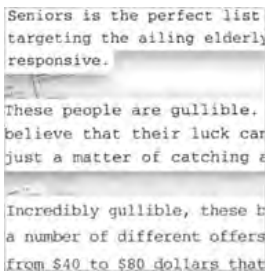 Seniors is the perfect list
targeting the ailing elderly
responsive.
These people are gullible.
believe that their luck can
just a matter of catching a
Incredibly gullible, these b
a number of different offers
from $40 to $80 dollars that